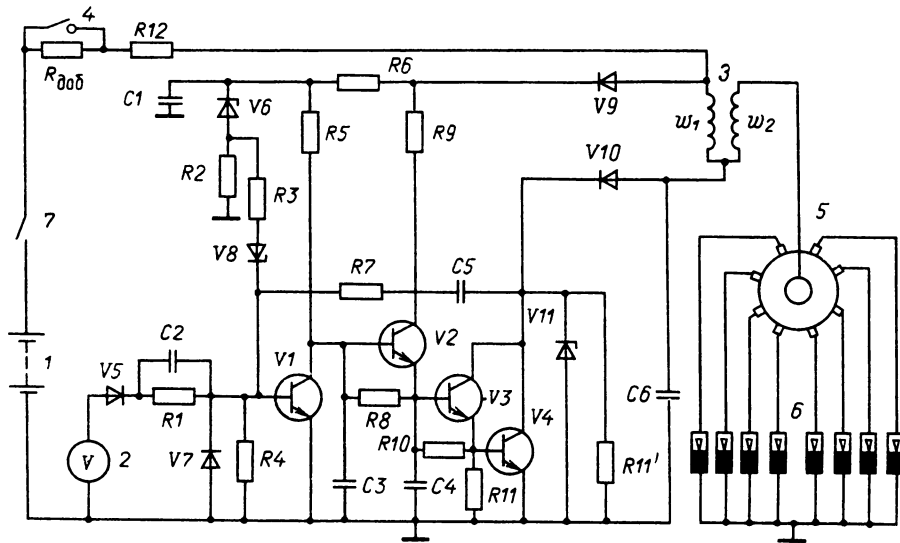 4
R12
Rдоб
R6
3
C1
V6
V9
R5
R9
w1
w2
R2
R3
V10
7
5
V8
R7
C5
V11
C2
V2
1
V5
V1
R1
R8
V3
C6
6
V
2
V7
R4
R10
V4
C3
C4
R11
R11'